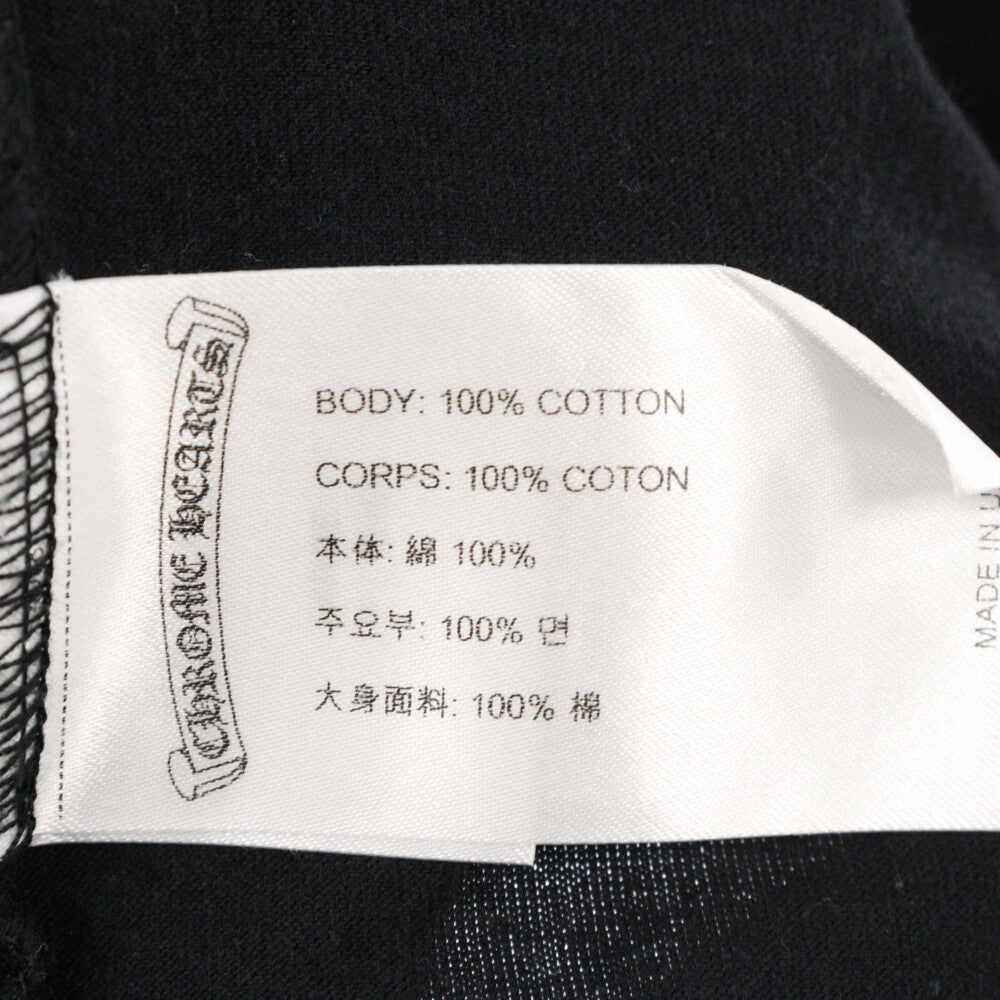 CHROME HEARTS
BODY: 100% COTTON
CORPS: 100% COTON
本体: 綿 100%
주요부: 100% 면
大身面料: 100% 棉
MADE IN U